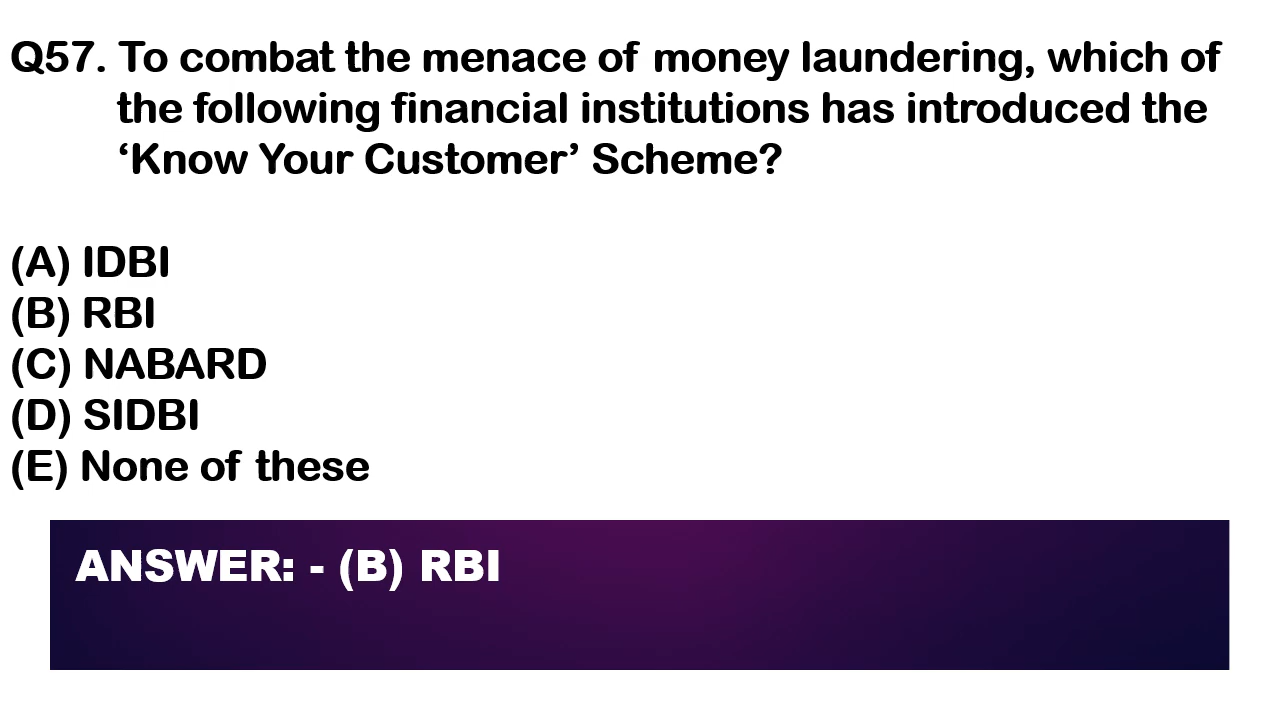 Q57. To combat the menace of money laundering, which of
the following financial institutions has introduced the
‘Know Your Customer’ Scheme?
(A) IDBI
(B) RBI
(C) NABARD
(D) SIDBI
(E) None of these
ANSWER: - (B) RBI